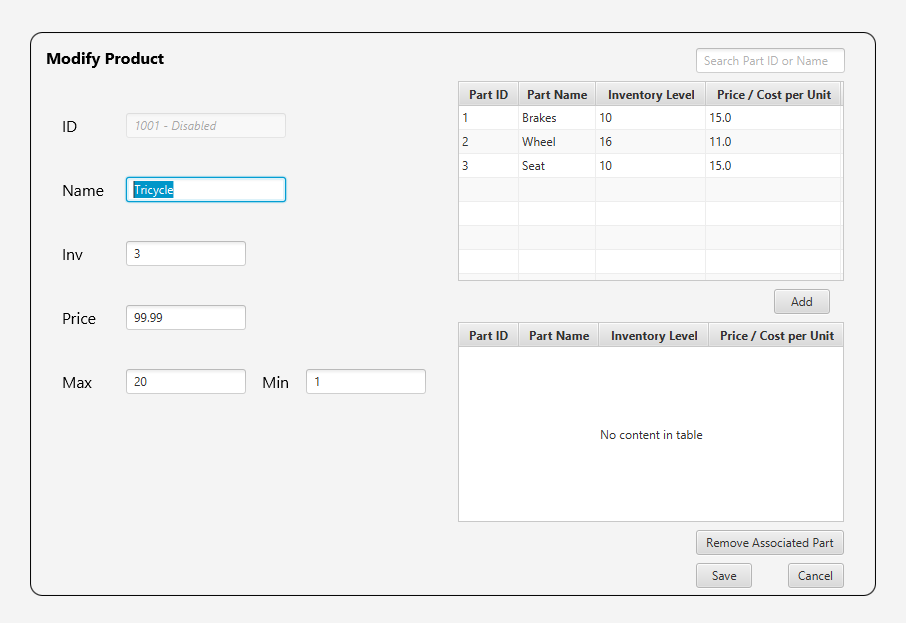 Modify Product
Search Part ID or Name
ID 1001 - Disabled
Name Tricycle
Inv 3
Price 99.99
Max 20 Min 1
Part ID Part Name Inventory Level Price / Cost per Unit
1 Brakes 10 15.0
2 Wheel 16 11.0
3 Seat 10 15.0
Add
Part ID Part Name Inventory Level Price / Cost per Unit
No content in table
Remove Associated Part
Save Cancel